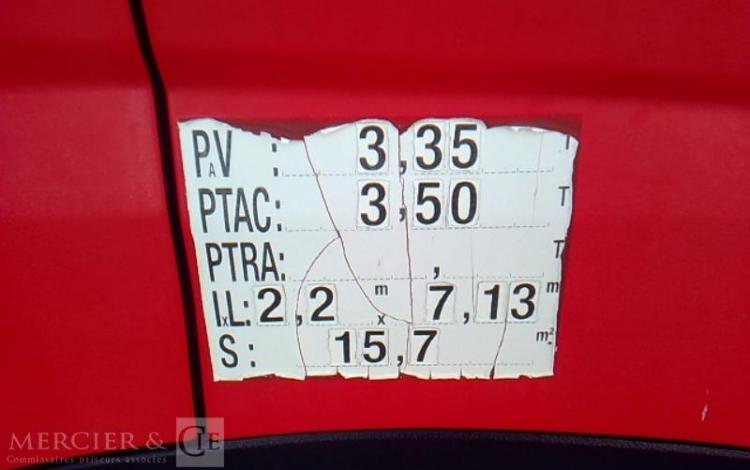 PAV : 3,35 T
PTAC: 3,50 T
PTRA: , T
IxL: 2,2 m x 7,13 m
S : 15,7 m²
MERCIER & CIE
Commissaires priseurs associés